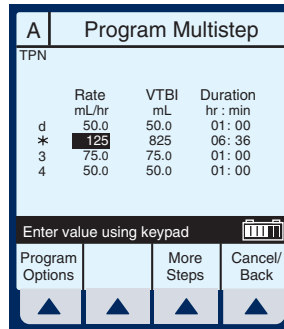 A Program Multistep
TPN
Rate VTBI Duration
mL/hr mL hr : min
d 50.0 50.0 01: 00
* 125 825 06: 36
3 75.0 75.0 01: 00
4 50.0 50.0 01: 00
Enter value using keypad
Program More Cancel/
Options Steps Back